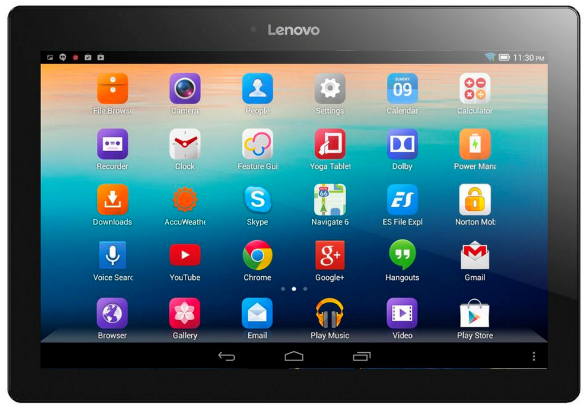 Lenovo
11:30 PM
File Browse
Camera
People
Settings
SUNDAY
09
Calendar
Calculator
Recorder
Clock
Feature Gui
Yoga Tablet
Dolby
Power Mana
Downloads
AccuWeathe
S
Skype
Navigate 6
ES
ES File Expl
Norton Mob
Voice Searc
YouTube
Chrome
g+
Google+
Hangouts
Gmail
Browser
Gallery
Email
Play Music
Video
Play Store